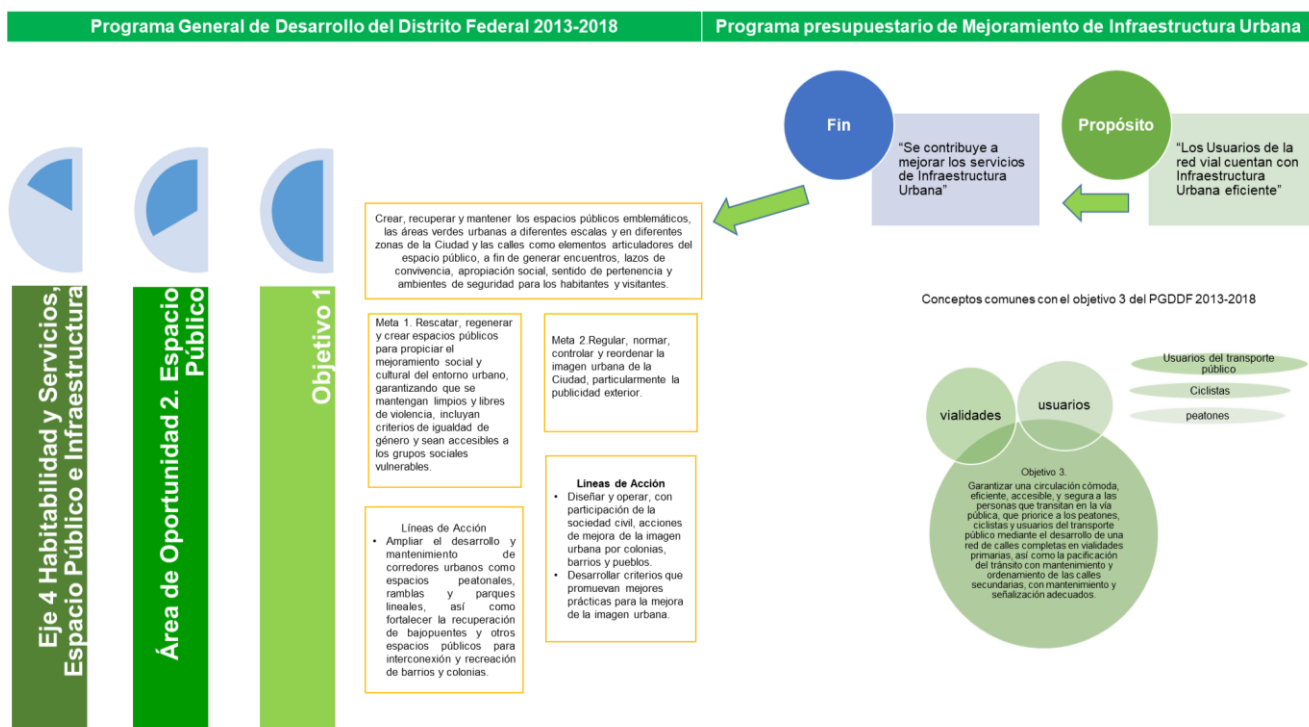 Programa General de Desarrollo del Distrito Federal 2013-2018
Programa presupuestario de Mejoramiento de Infraestructura Urbana
Eje 4 Habitabilidad y Servicios,
Espacio Público e Infraestructura
Área de Oportunidad 2. Espacio
Público
Objetivo 1
Crear, recuperar y mantener los espacios públicos emblemáticos,
las áreas verdes urbanas a diferentes escalas y en diferentes
zonas de la Ciudad y las calles como elementos articuladores del
espacio público, a fin de generar encuentros, lazos de
convivencia, apropiación social, sentido de pertenencia y
ambientes de seguridad para los habitantes y visitantes.
Meta 1. Rescatar, regenerar
y crear espacios públicos
para propiciar el
mejoramiento social y
cultural del entorno urbano,
garantizando que se
mantengan limpios y libres
de violencia, incluyan
criterios de igualdad de
género y sean accesibles a
los grupos sociales
vulnerables.
Líneas de Acción
• Ampliar el desarrollo y
mantenimiento de
corredores urbanos como
espacios peatonales,
ramblas y parques
lineales, así como
fortalecer la recuperación
de bajopuentes y otros
espacios públicos para
interconexión y recreación
de barrios y colonias.
Meta 2.Regular, normar,
controlar y reordenar la
imagen urbana de la
Ciudad, particularmente la
publicidad exterior.
Líneas de Acción
• Diseñar y operar, con
participación de la
sociedad civil, acciones
de mejora de la imagen
urbana por colonias,
barrios y pueblos.
• Desarrollar criterios que
promuevan mejores
prácticas para la mejora
de la imagen urbana.
Fin
“Se contribuye a
mejorar los servicios
de Infraestructura
Urbana”
Propósito
“Los Usuarios de la
red vial cuentan con
Infraestructura
Urbana eficiente”
Conceptos comunes con el objetivo 3 del PGDDF 2013-2018
vialidades
usuarios
Usuarios del transporte
público
Ciclistas
peatones
Objetivo 3.
Garantizar una circulación cómoda,
eficiente, accesible, y segura a las
personas que transitan en la vía
pública, que priorice a los peatones,
ciclistas y usuarios del transporte
público mediante el desarrollo de una
red de calles completas en vialidades
primarias, así como la pacificación
del tránsito con mantenimiento y
ordenamiento de las calles
secundarias, con mantenimiento y
señalización adecuados.